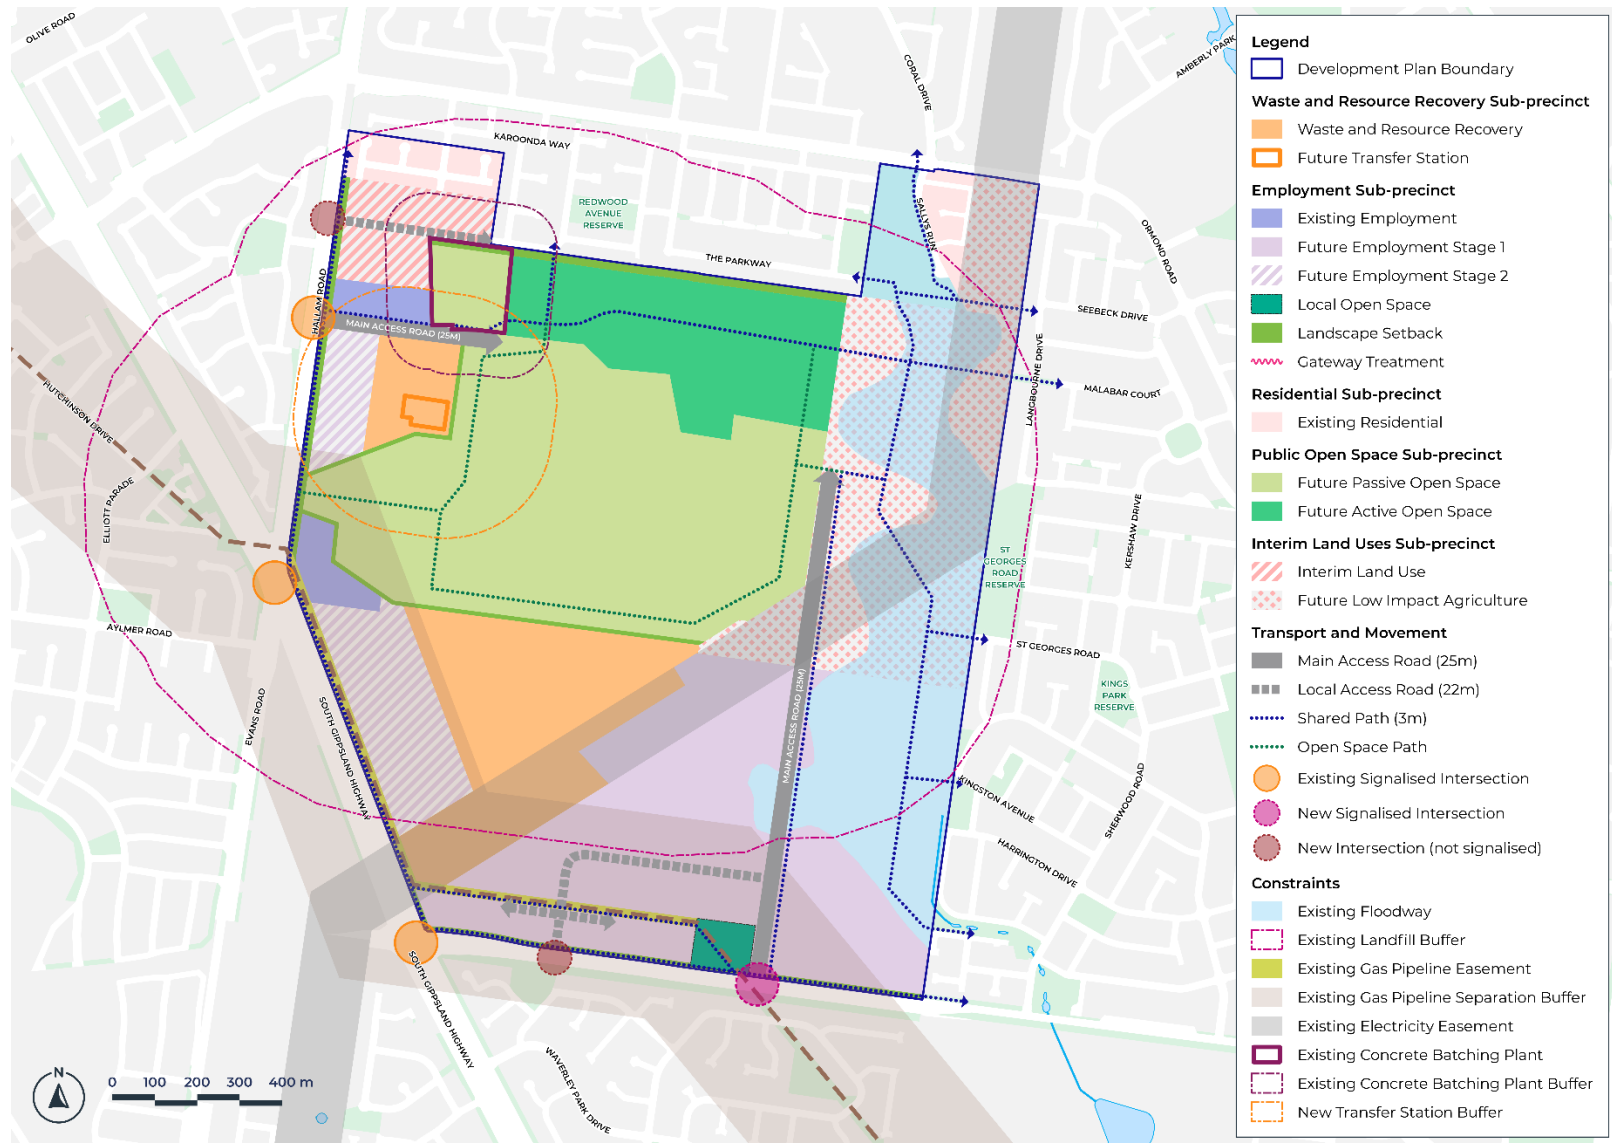 OLIVE ROAD
CORAL DRIVE
AMBERLY PARK
KAROONDA WAY
REDWOOD
AVENUE
RESERVE
SALLYS RUN
ORMOND ROAD
THE PARKWAY
HALLAM ROAD
SEEBECK DRIVE
MAIN ACCESS ROAD (25M)
LANGBOURNE DRIVE
MALABAR COURT
HUTCHINSON DRIVE
ELLIOTT PARADE
KERSHAW DRIVE
ST
GEORGES
ROAD
RESERVE
AYLMER ROAD
ST GEORGES ROAD
KINGS
PARK
RESERVE
EVANS ROAD
SOUTH GIPPSLAND HIGHWAY
MAIN ACCESS ROAD (25M)
KINGSTON AVENUE
SHERWOOD ROAD
HARRINGTON DRIVE
SOUTH GIPPSLAND HIGHWAY
WAVERLEY PARK DRIVE
N
0 100 200 300 400 m
Legend
Development Plan Boundary
Waste and Resource Recovery Sub-precinct
Waste and Resource Recovery
Future Transfer Station
Employment Sub-precinct
Existing Employment
Future Employment Stage 1
Future Employment Stage 2
Local Open Space
Landscape Setback
Gateway Treatment
Residential Sub-precinct
Existing Residential
Public Open Space Sub-precinct
Future Passive Open Space
Future Active Open Space
Interim Land Uses Sub-precinct
Interim Land Use
Future Low Impact Agriculture
Transport and Movement
Main Access Road (25m)
Local Access Road (22m)
Shared Path (3m)
Open Space Path
Existing Signalised Intersection
New Signalised Intersection
New Intersection (not signalised)
Constraints
Existing Floodway
Existing Landfill Buffer
Existing Gas Pipeline Easement
Existing Gas Pipeline Separation Buffer
Existing Electricity Easement
Existing Concrete Batching Plant
Existing Concrete Batching Plant Buffer
New Transfer Station Buffer